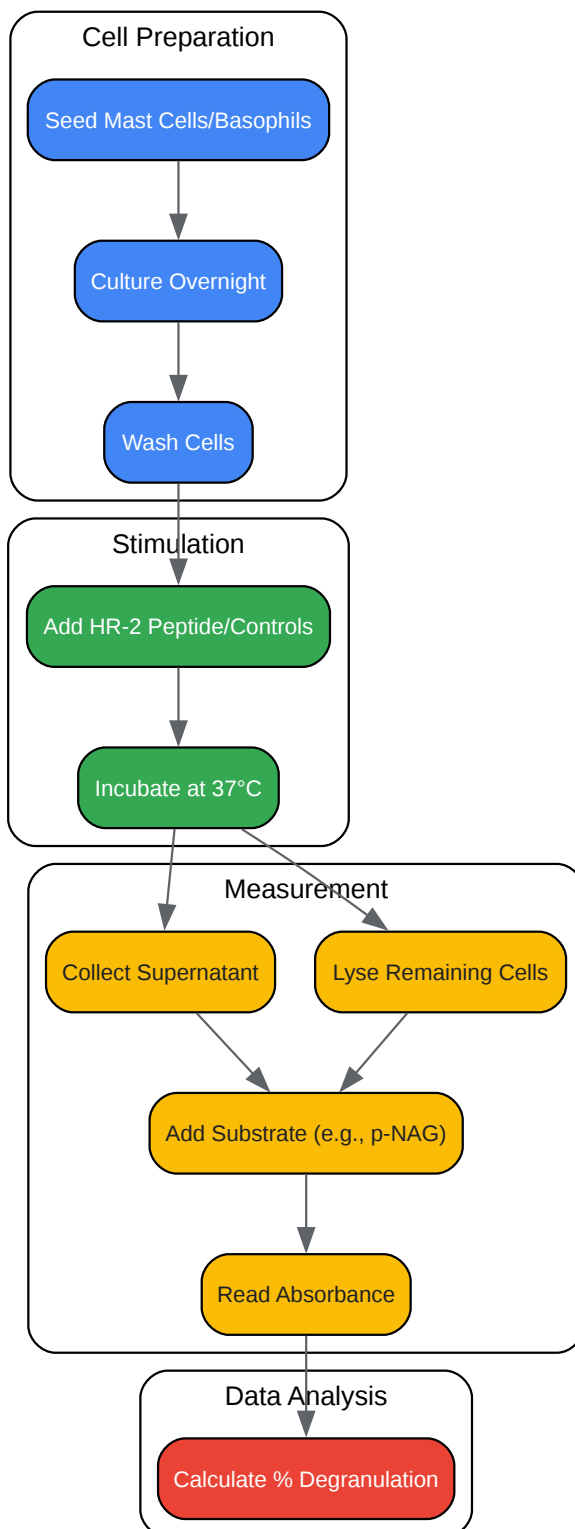 Cell Preparation
Seed Mast Cells/Basophils
Culture Overnight
Wash Cells
Stimulation
Add HR-2 Peptide/Controls
Incubate at 37°C
Measurement
Collect Supernatant
Lyse Remaining Cells
Add Substrate (e.g., p-NAG)
Read Absorbance
Data Analysis
Calculate % Degranulation